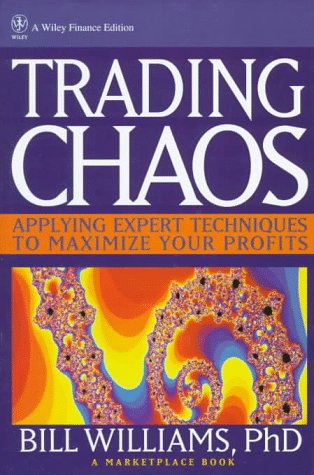 WILEY
A Wiley Finance Edition
TRADING
CHAOS
APPLYING EXPERT TECHNIQUES
TO MAXIMIZE YOUR PROFITS
BILL WILLIAMS, PhD
A MARKETPLACE BOOK